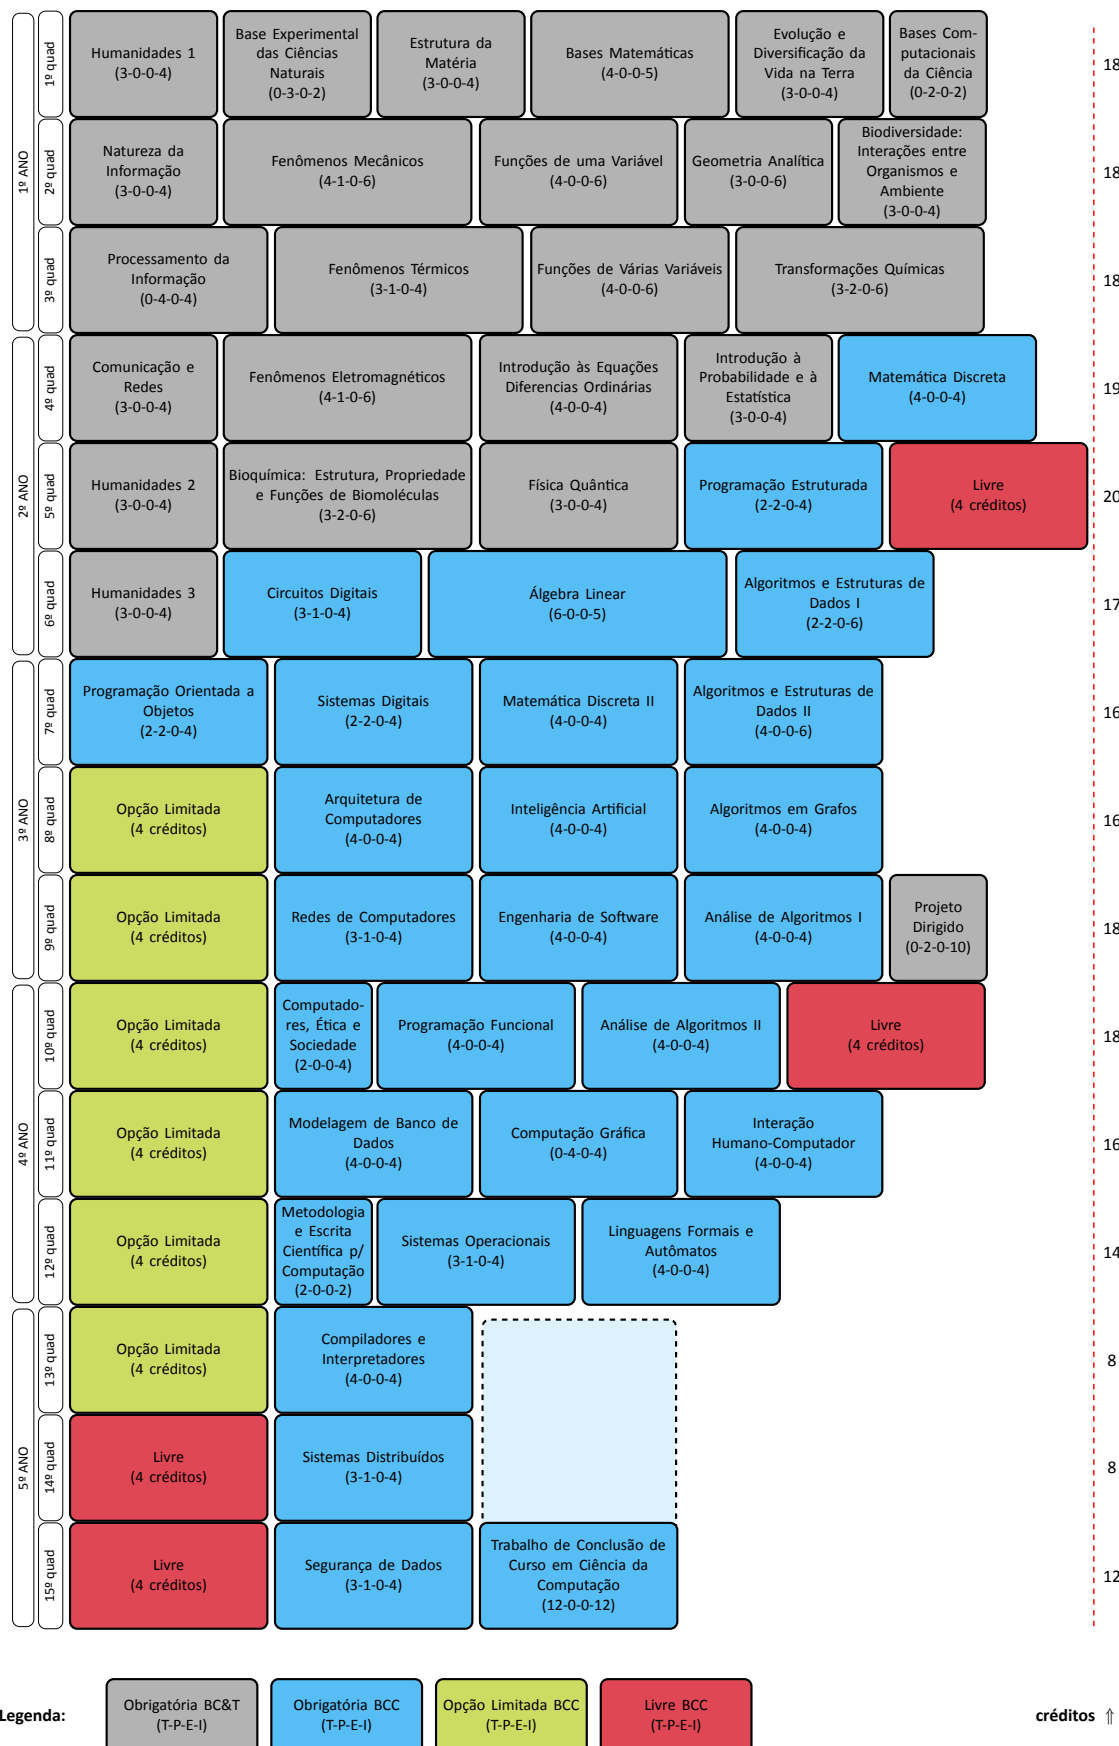 1º ANO
1º quad
Humanidades 1
(3-0-0-4)
Base Experimental
das Ciências
Naturais
(0-3-0-2)
Estrutura da
Matéria
(3-0-0-4)
Bases Matemáticas
(4-0-0-5)
Evolução e
Diversificação da
Vida na Terra
(3-0-0-4)
Bases Com-
putacionais
da Ciência
(0-2-0-2)
18
2º quad
Natureza da
Informação
(3-0-0-4)
Fenômenos Mecânicos
(4-1-0-6)
Funções de uma Variável
(4-0-0-6)
Geometria Analítica
(3-0-0-6)
Biodiversidade:
Interações entre
Organismos e
Ambiente
(3-0-0-4)
18
3º quad
Processamento da
Informação
(0-4-0-4)
Fenômenos Térmicos
(3-1-0-4)
Funções de Várias Variáveis
(4-0-0-6)
Transformações Químicas
(3-2-0-6)
18
2º ANO
4º quad
Comunicação e
Redes
(3-0-0-4)
Fenômenos Eletromagnéticos
(4-1-0-6)
Introdução às Equações
Diferencias Ordinárias
(4-0-0-4)
Introdução à
Probabilidade e à
Estatística
(3-0-0-4)
Matemática Discreta
(4-0-0-4)
19
5º quad
Humanidades 2
(3-0-0-4)
Bioquímica: Estrutura, Propriedade
e Funções de Biomoléculas
(3-2-0-6)
Física Quântica
(3-0-0-4)
Programação Estruturada
(2-2-0-4)
Livre
(4 créditos)
20
6º quad
Humanidades 3
(3-0-0-4)
Circuitos Digitais
(3-1-0-4)
Álgebra Linear
(6-0-0-5)
Algoritmos e Estruturas de
Dados I
(2-2-0-6)
17
3º ANO
7º quad
Programação Orientada a
Objetos
(2-2-0-4)
Sistemas Digitais
(2-2-0-4)
Matemática Discreta II
(4-0-0-4)
Algoritmos e Estruturas de
Dados II
(4-0-0-6)
16
8º quad
Opção Limitada
(4 créditos)
Arquitetura de
Computadores
(4-0-0-4)
Inteligência Artificial
(4-0-0-4)
Algoritmos em Grafos
(4-0-0-4)
16
9º quad
Opção Limitada
(4 créditos)
Redes de Computadores
(3-1-0-4)
Engenharia de Software
(4-0-0-4)
Análise de Algoritmos I
(4-0-0-4)
Projeto
Dirigido
(0-2-0-10)
18
4º ANO
10º quad
Opção Limitada
(4 créditos)
Computado-
res, Ética e
Sociedade
(2-0-0-4)
Programação Funcional
(4-0-0-4)
Análise de Algoritmos II
(4-0-0-4)
Livre
(4 créditos)
18
11º quad
Opção Limitada
(4 créditos)
Modelagem de Banco de
Dados
(4-0-0-4)
Computação Gráfica
(0-4-0-4)
Interação
Humano-Computador
(4-0-0-4)
16
12º quad
Opção Limitada
(4 créditos)
Metodologia
e Escrita
Científica p/
Computação
(2-0-0-2)
Sistemas Operacionais
(3-1-0-4)
Linguagens Formais e
Autômatos
(4-0-0-4)
14
5º ANO
13º quad
Opção Limitada
(4 créditos)
Compiladores e
Interpretadores
(4-0-0-4)
8
14º quad
Livre
(4 créditos)
Sistemas Distribuídos
(3-1-0-4)
8
15º quad
Livre
(4 créditos)
Segurança de Dados
(3-1-0-4)
Trabalho de Conclusão de
Curso em Ciência da
Computação
(12-0-0-12)
12
Legenda:
Obrigatória BC&T
(T-P-E-I)
Obrigatória BCC
(T-P-E-I)
Opção Limitada BCC
(T-P-E-I)
Livre BCC
(T-P-E-I)
créditos ⇑